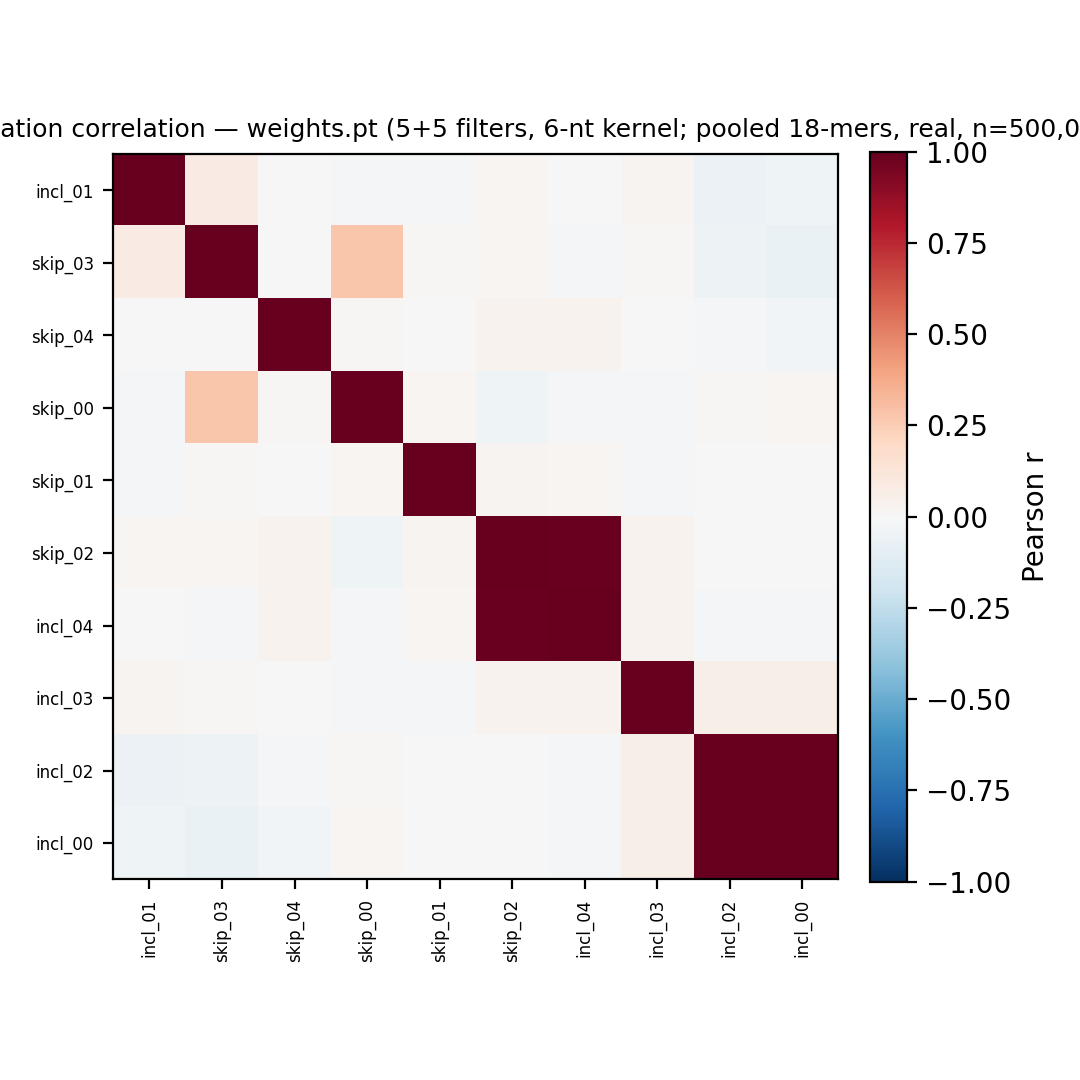 ation correlation — weights.pt (5+5 filters, 6-nt kernel; pooled 18-mers, real, n=500,0
incl_01
skip_03
skip_04
skip_00
skip_01
skip_02
incl_04
incl_03
incl_02
incl_00
incl_01
skip_03
skip_04
skip_00
skip_01
skip_02
incl_04
incl_03
incl_02
incl_00
1.00
0.75
0.50
0.25
0.00
−0.25
−0.50
−0.75
−1.00
Pearson r